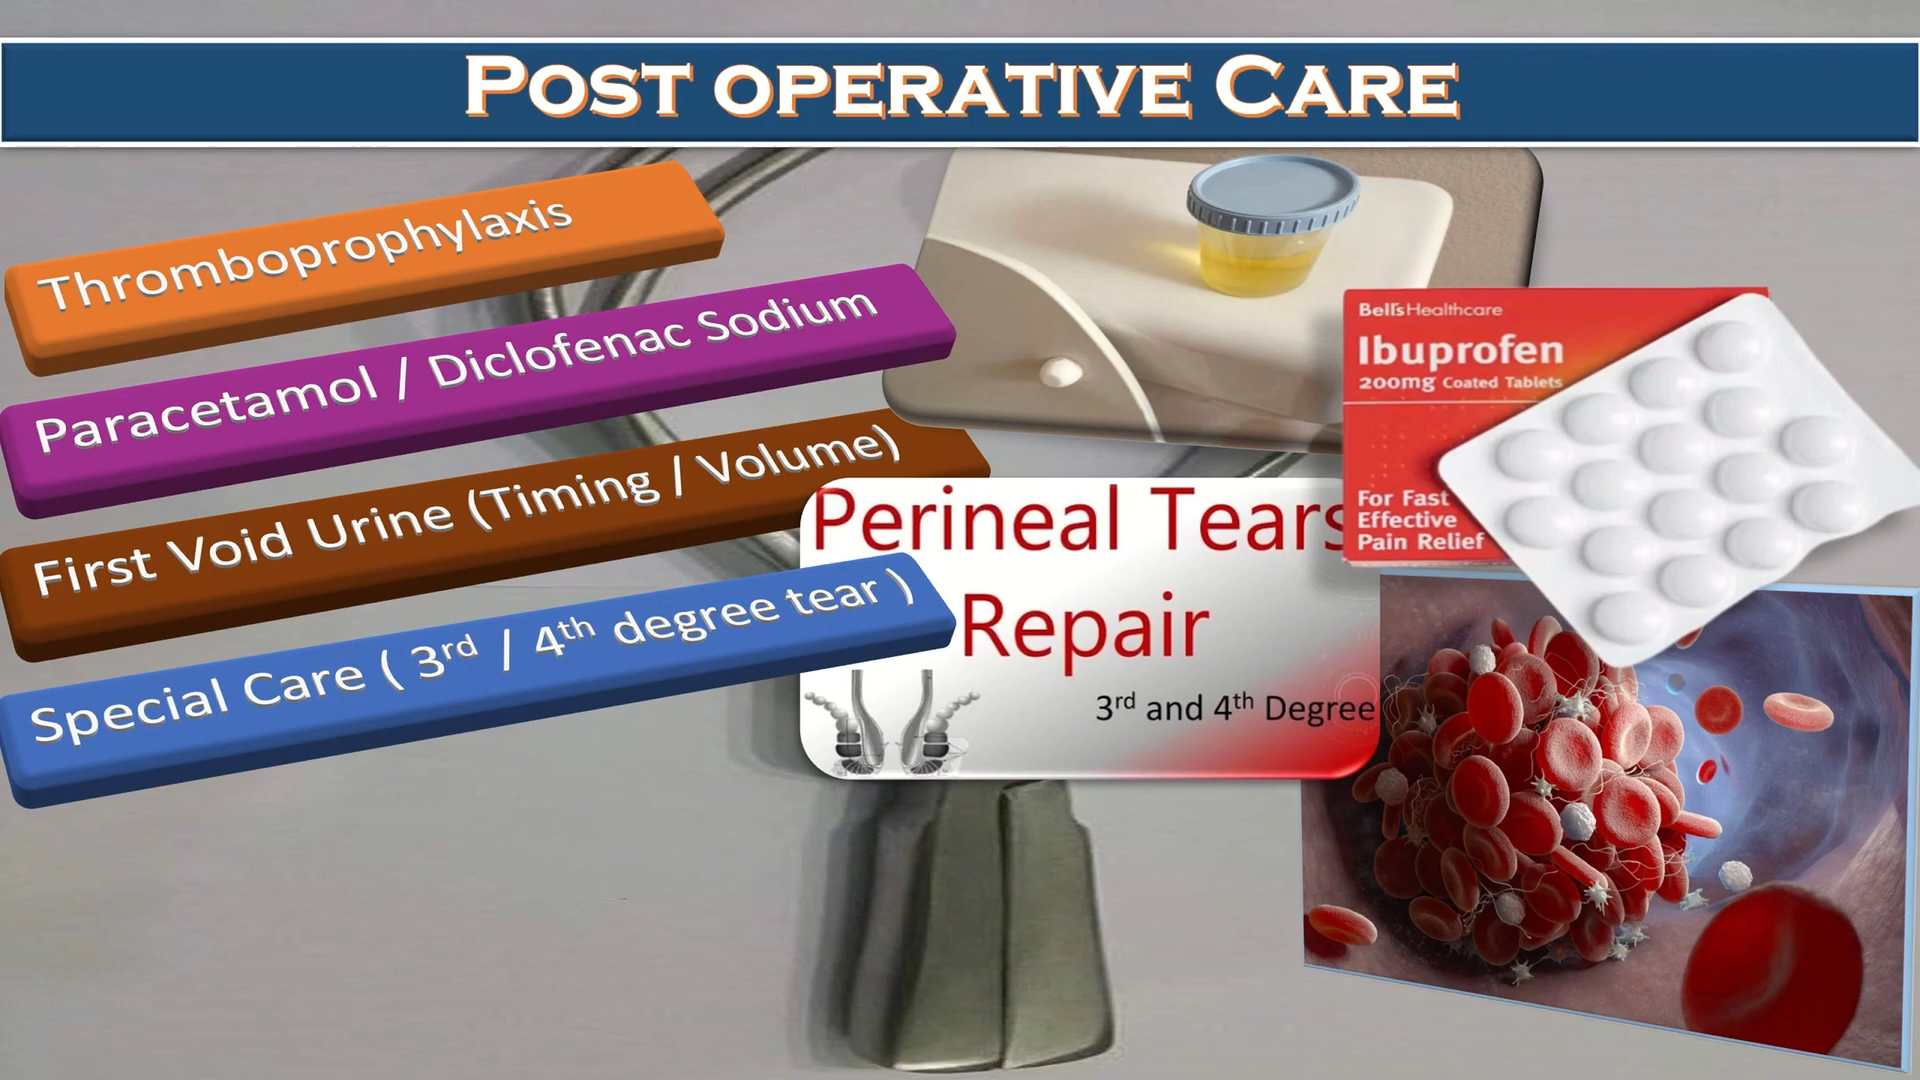 Post operative Care
Thromboprophylaxis
Paracetamol / Diclofenac Sodium
First Void Urine (Timing / Volume)
Special Care ( 3rd / 4th degree tear )
Bell's Healthcare
Ibuprofen
200mg Coated Tablets
For Fast
Effective
Pain Relief
Perineal Tears
Repair
3rd and 4th Degree